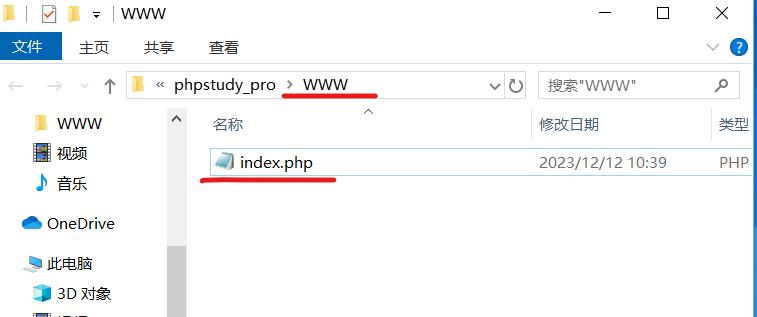 WWW
文件 主页 共享 查看
« phpstudy_pro › WWW 搜索"WWW"
WWW 名称 修改日期 类型
视频 index.php 2023/12/12 10:39 PHP
音乐
OneDrive
此电脑
3D 对象